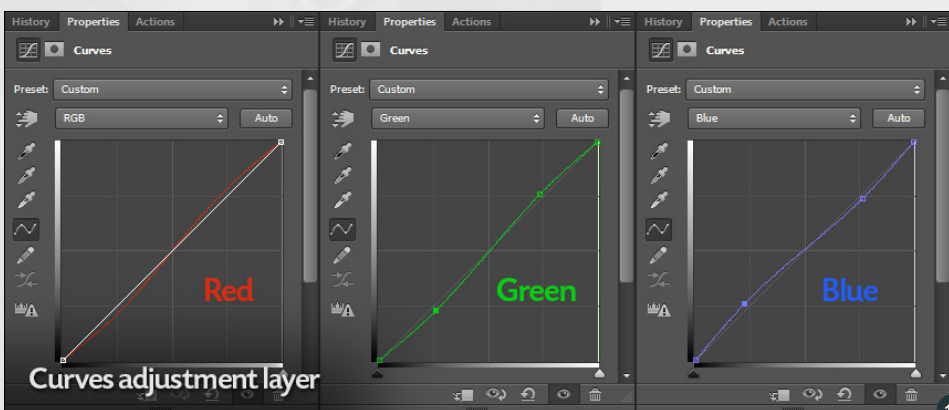 History Properties Actions
Curves
Preset: Custom
RGB Auto
Red
Curves adjustment layer
History Properties Actions
Curves
Preset: Custom
Green Auto
Green
History Properties Actions
Curves
Preset: Custom
Blue Auto
Blue